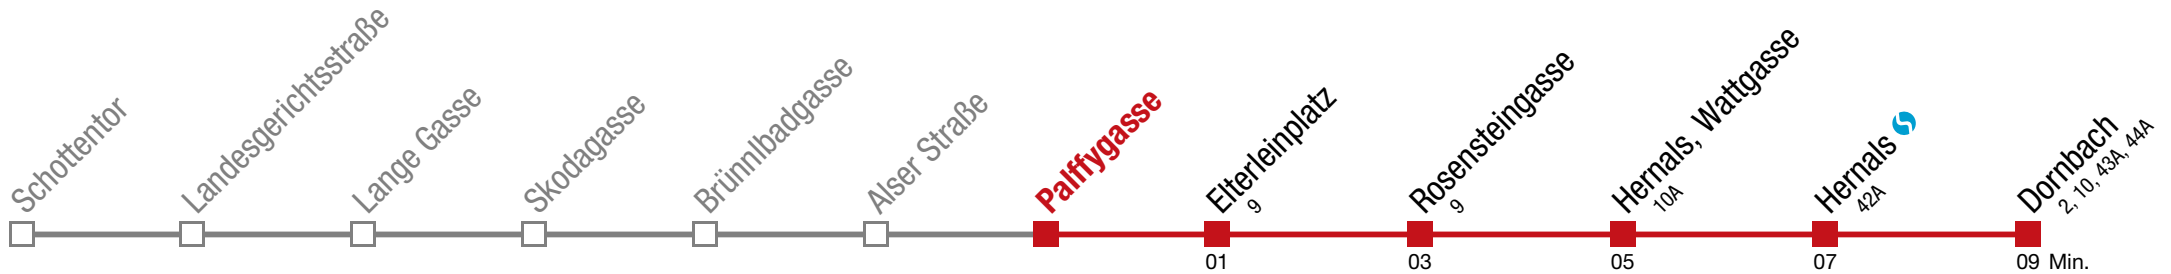 Schottentor
Landesgerichtsstraße
Lange Gasse
Skodagasse
Brünnlbadgasse
Alser Straße
Palffygasse
Elterleinplatz
9
Rosensteingasse
9
Hernals, Wattgasse
10A
Hernals
42A
Dornbach
2, 10, 43A, 44A
01
03
05
07
09 Min.